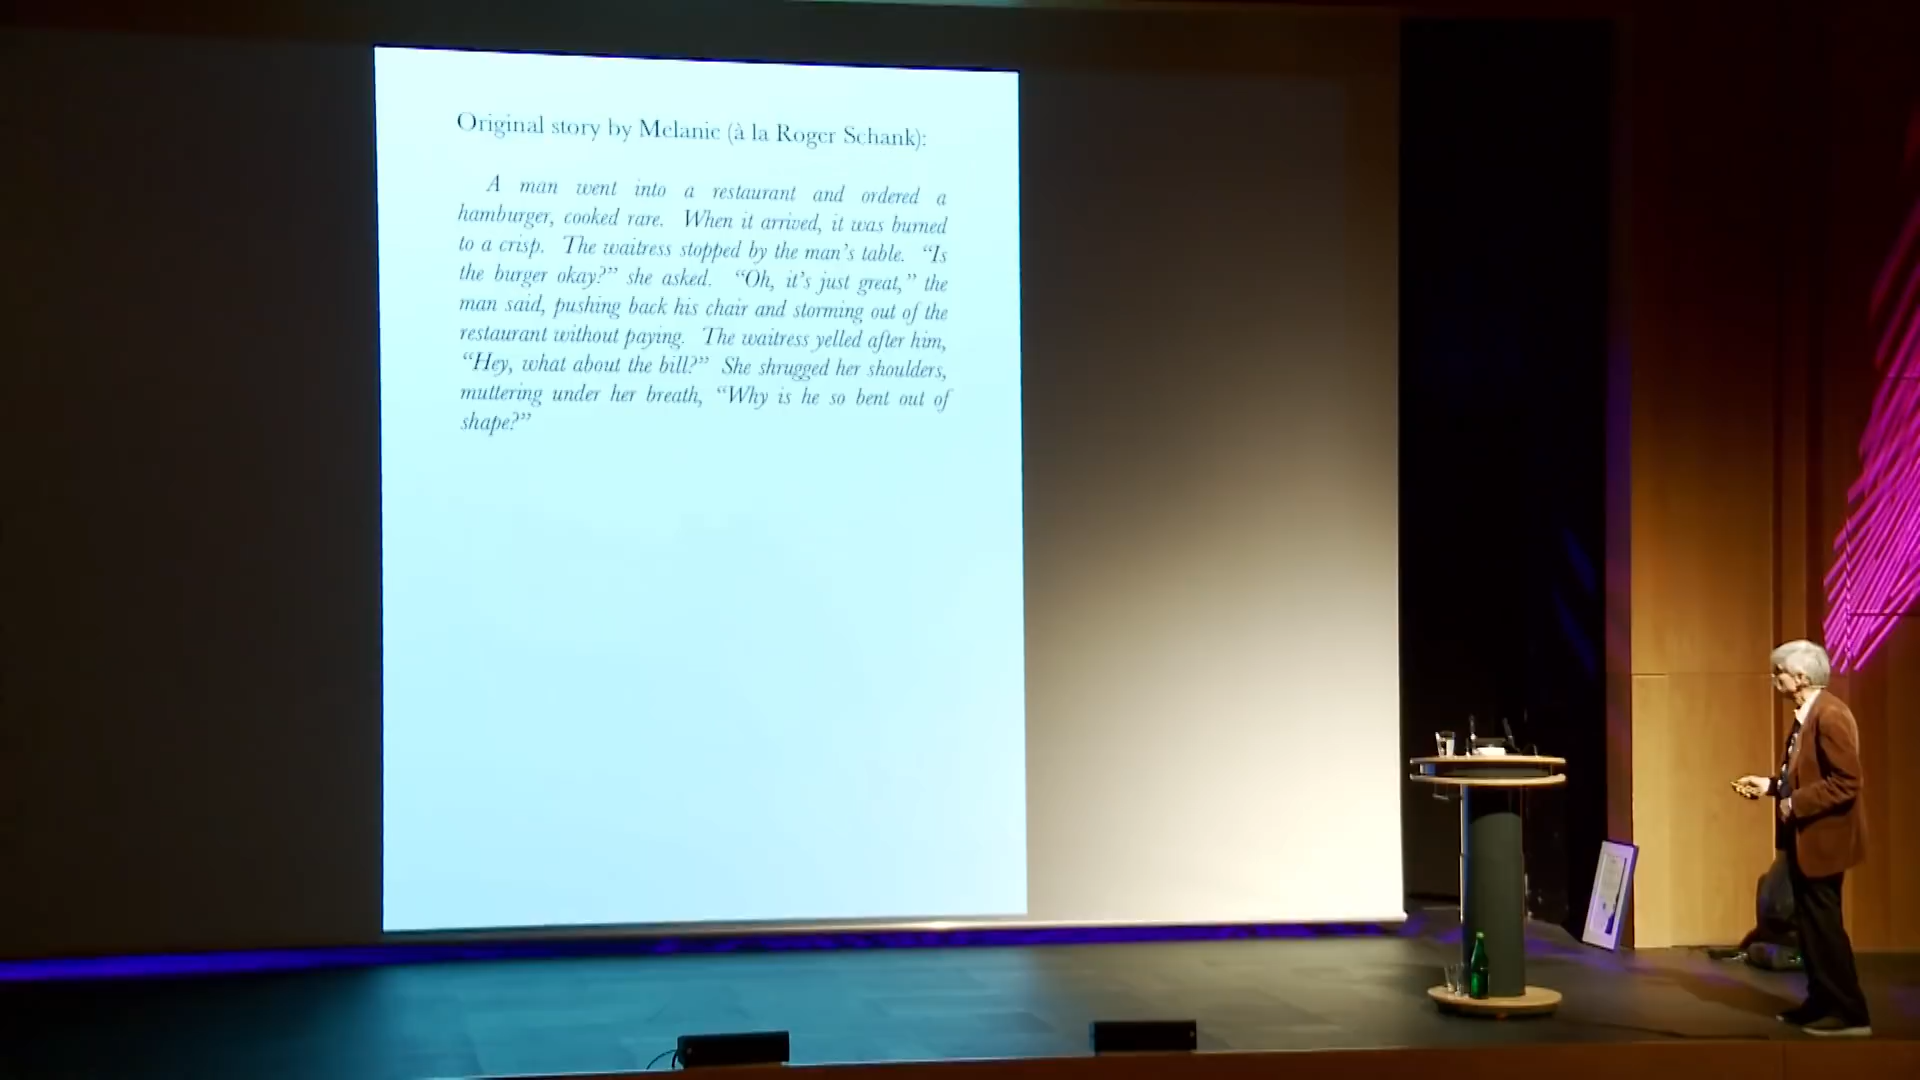 Original story by Melanie (à la Roger Schank):
A man went into a restaurant and ordered a
hamburger, cooked rare. When it arrived, it was burned
to a crisp. The waitress stopped by the man's table. “Is
the burger okay?” she asked. “Oh, it's just great,” the
man said, pushing back his chair and storming out of the
restaurant without paying. The waitress yelled after him,
“Hey, what about the bill?” She shrugged her shoulders,
muttering under her breath, “Why is he so bent out of
shape?”